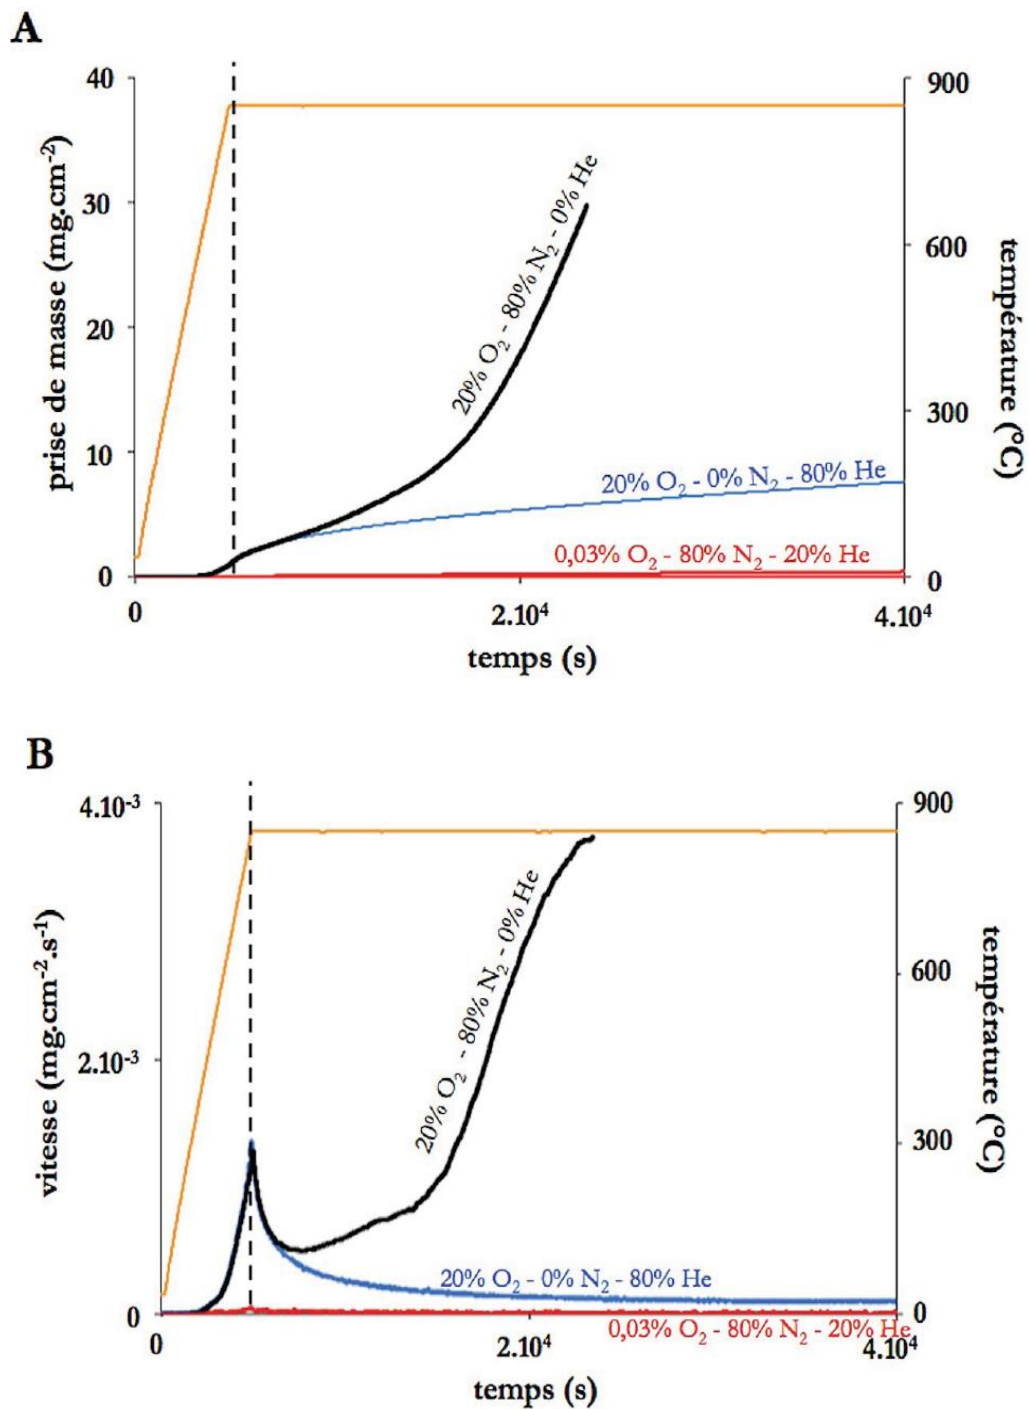 A
40
30
20
10
0
prise de masse (mg.cm-2)
900
600
300
0
température (°C)
20% O2 - 80% N2 - 0% He
20% O2 - 0% N2 - 80% He
0,03% O2 - 80% N2 - 20% He
0
2.10⁴
4.10⁴
temps (s)
B
4.10-3
2.10-3
0
vitesse (mg.cm-2.s-1)
900
600
300
0
température (°C)
20% O2 - 80% N2 - 0% He
20% O2 - 0% N2 - 80% He
0,03% O2 - 80% N2 - 20% He
0
2.10⁴
4.10⁴
temps (s)